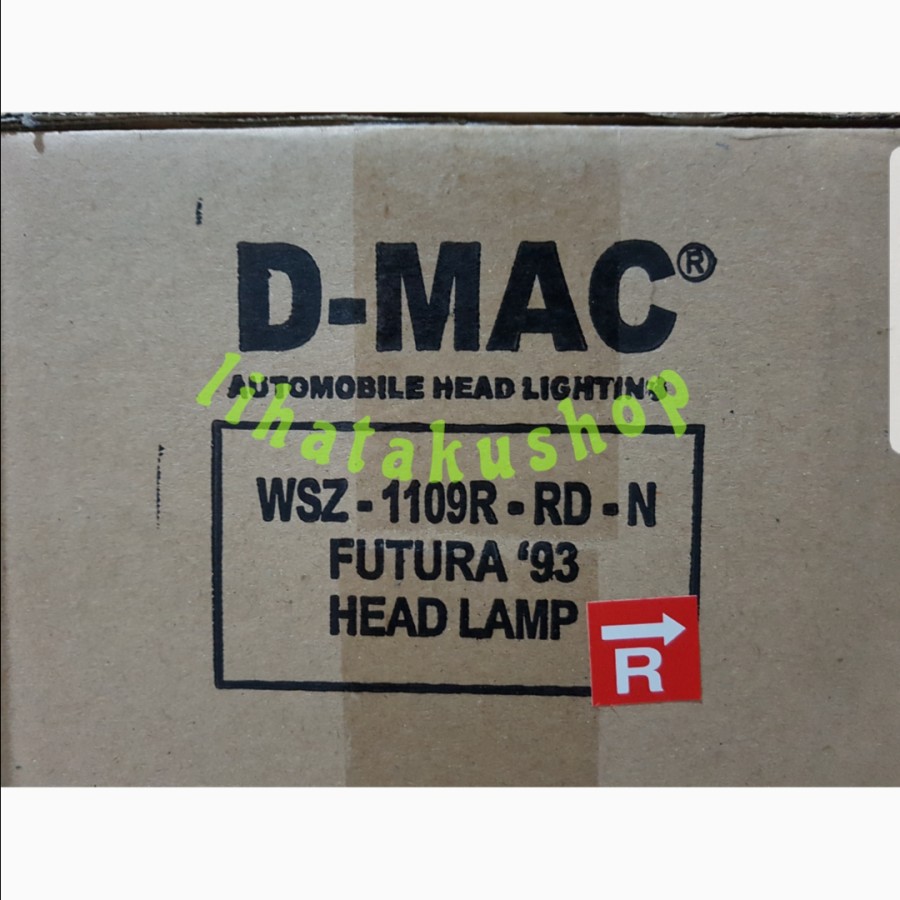 D-MAC®
AUTOMOBILE HEAD LIGHTING
lihatakushop
WSZ - 1109R - RD - N
FUTURA '93
HEAD LAMP
R